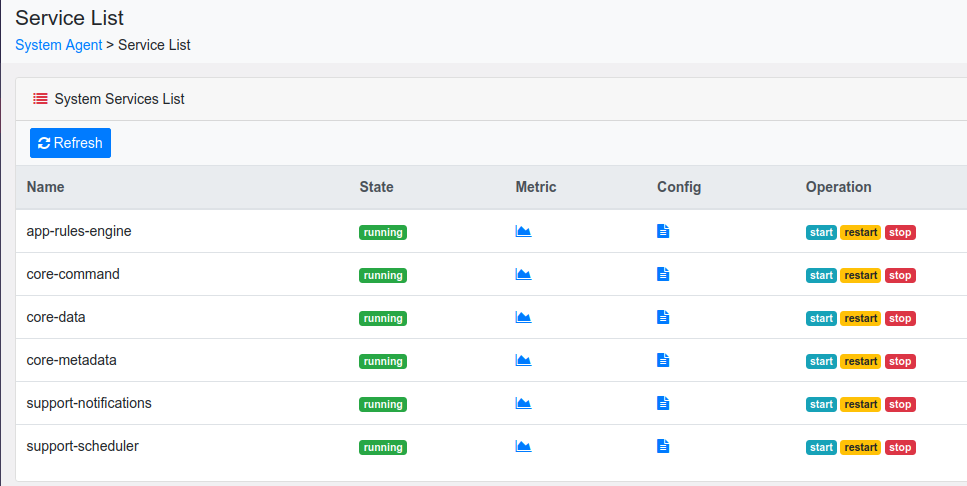 Service List
System Agent > Service List
System Services List
Refresh
Name State Metric Config Operation
app-rules-engine running start restart stop
core-command running start restart stop
core-data running start restart stop
core-metadata running start restart stop
support-notifications running start restart stop
support-scheduler running start restart stop